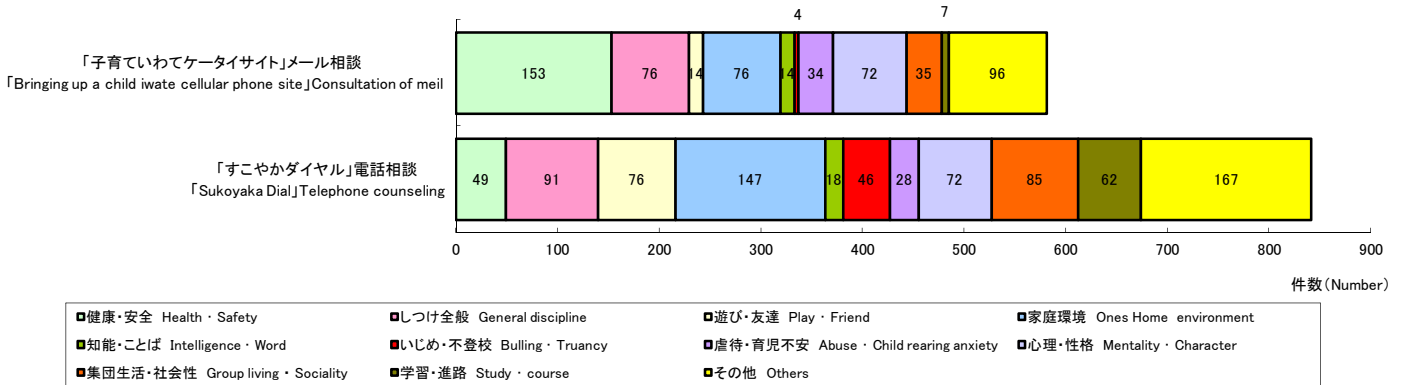 4
7
「子育ていわてケータイサイト」メール相談
「Bringing up a child iwate cellular phone site」Consultation of meil
153
76
14
76
14
34
72
35
96
「すこやかダイヤル」電話相談
「Sukoyaka Dial」Telephone counseling
49
91
76
147
18
46
28
72
85
62
167
0 100 200 300 400 500 600 700 800 900
件数(Number)
健康・安全 Health・Safety
しつけ全般 General discipline
遊び・友達 Play・Friend
家庭環境 Ones Home environment
知能・ことば Intelligence・Word
いじめ・不登校 Bulling・Truancy
虐待・育児不安 Abuse・Child rearing anxiety
心理・性格 Mentality・Character
集団生活・社会性 Group living・Sociality
学習・進路 Study・course
その他 Others